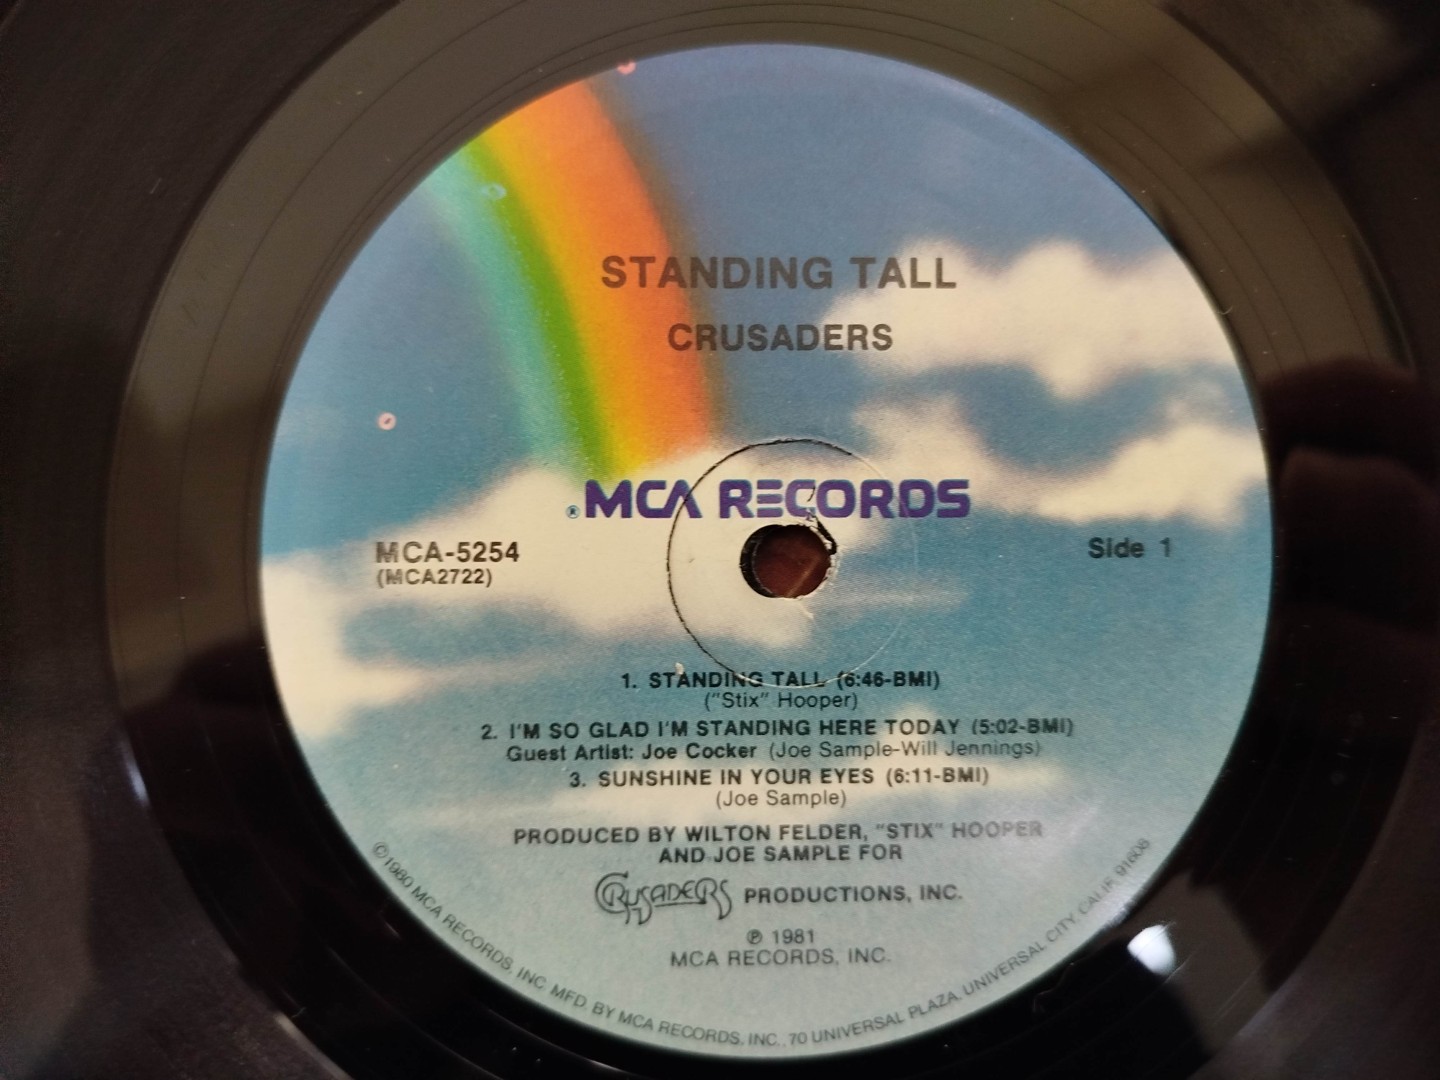 STANDING TALL
CRUSADERS
®MCA RECORDS
MCA-5254
(MCA2722)
Side 1
1. STANDING TALL (6:46-BMI)
("Stix" Hooper)
2. I'M SO GLAD I'M STANDING HERE TODAY (5:02-BMI)
Guest Artist: Joe Cocker (Joe Sample-Will Jennings)
3. SUNSHINE IN YOUR EYES (6:11-BMI)
(Joe Sample)
PRODUCED BY WILTON FELDER, "STIX" HOOPER
AND JOE SAMPLE FOR
CRUSADERS PRODUCTIONS, INC.
℗ 1981
MCA RECORDS, INC.
©1980 MCA RECORDS, INC. MFD. BY MCA RECORDS, INC., 70 UNIVERSAL PLAZA, UNIVERSAL CITY, CALIF. 91608